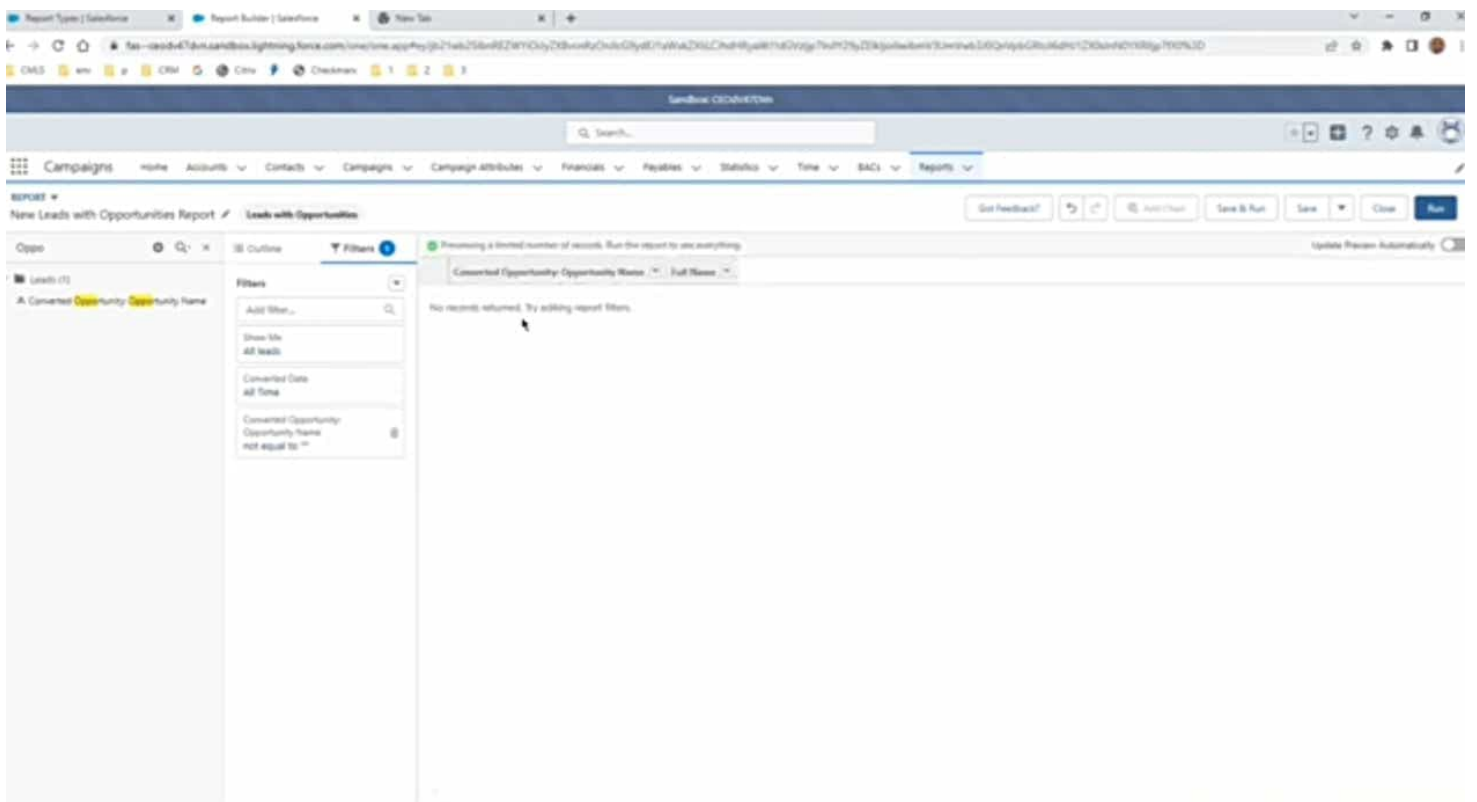 Report Types | Salesforce
Report Builder | Salesforce
New Tab
CMLS
env
p
CRM
Citrix
Checkmarx
1
2
3
Sandbox:
Search...
Campaigns
Home
Accounts
Contacts
Campaigns
Campaign Attributes
Financials
Payables
Statistics
Time
BACs
Reports
REPORT
New Leads with Opportunities Report
Leads with Opportunities
Got Feedback?
Add Chart
Save & Run
Save
Close
Run
Oppo
Outline
Filters
Previewing a limited number of records. Run the report to see everything.
Update Preview Automatically
Leads (1)
A Converted Opportunity: Opportunity Name
Filters
Add filter...
Show Me
All leads
Converted Date
All Time
Converted Opportunity:
Opportunity Name
not equal to ""
Converted Opportunity: Opportunity Name
Full Name
No records returned. Try editing report filters.